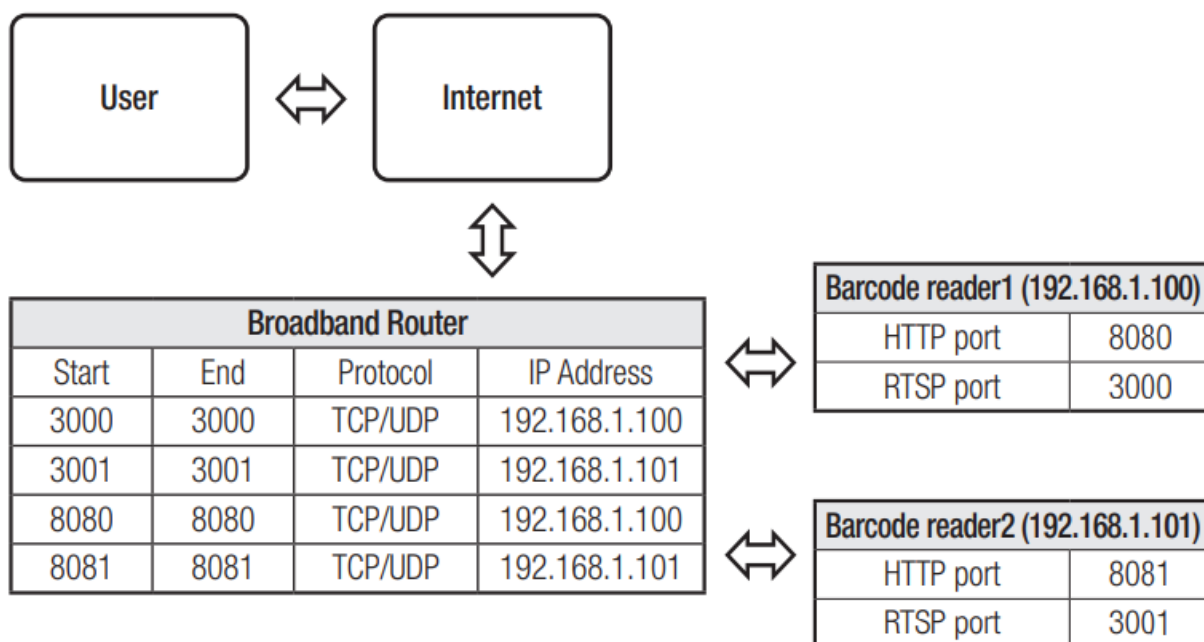 User
Internet
Broadband Router
Start End Protocol IP Address
3000 3000 TCP/UDP 192.168.1.100
3001 3001 TCP/UDP 192.168.1.101
8080 8080 TCP/UDP 192.168.1.100
8081 8081 TCP/UDP 192.168.1.101
Barcode reader1 (192.168.1.100)
HTTP port 8080
RTSP port 3000
Barcode reader2 (192.168.1.101)
HTTP port 8081
RTSP port 3001